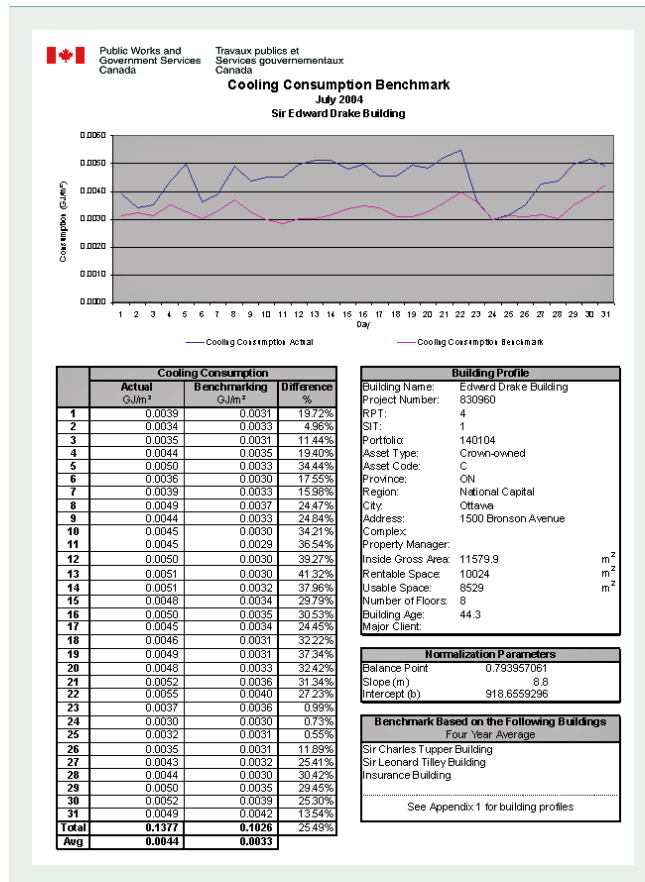 Public Works and Travaux publics et
Government Services Services gouvernementaux
Canada Canada
Cooling Consumption Benchmark
July 2004
Sir Edward Drake Building
0.0060
0.0050
0.0040
0.0030
0.0020
0.0010
0.0000
Consumption (GJ/m²)
1 2 3 4 5 6 7 8 9 10 11 12 13 14 15 16 17 18 19 20 21 22 23 24 25 26 27 28 29 30 31
Day
Cooling Consumption Actual Cooling Consumption Benchmark
Cooling Consumption
Actual Benchmarking Difference
GJ/m² GJ/m² %
1 0.0039 0.0031 19.72%
2 0.0034 0.0033 4.96%
3 0.0035 0.0031 11.44%
4 0.0044 0.0035 19.40%
5 0.0050 0.0033 34.44%
6 0.0036 0.0030 17.55%
7 0.0039 0.0033 15.98%
8 0.0049 0.0037 24.47%
9 0.0044 0.0033 24.84%
10 0.0045 0.0030 34.21%
11 0.0045 0.0029 36.54%
12 0.0050 0.0030 39.27%
13 0.0051 0.0030 41.32%
14 0.0051 0.0032 37.96%
15 0.0048 0.0034 29.79%
16 0.0050 0.0035 30.53%
17 0.0045 0.0034 24.45%
18 0.0046 0.0031 32.22%
19 0.0049 0.0031 37.34%
20 0.0048 0.0033 32.42%
21 0.0052 0.0036 31.34%
22 0.0055 0.0040 27.23%
23 0.0037 0.0036 0.99%
24 0.0030 0.0030 0.73%
25 0.0032 0.0031 0.55%
26 0.0035 0.0031 11.89%
27 0.0043 0.0032 25.41%
28 0.0044 0.0030 30.42%
29 0.0050 0.0035 29.45%
30 0.0052 0.0039 25.30%
31 0.0049 0.0042 13.54%
Total 0.1377 0.1026 25.49%
Avg 0.0044 0.0033
Building Profile
Building Name: Edward Drake Building
Project Number: 830960
RPT: 4
SIT: 1
Portfolio: 140104
Asset Type: Crown-owned
Asset Code: C
Province: ON
Region: National Capital
City: Ottawa
Address: 1500 Bronson Avenue
Complex:
Property Manager:
Inside Gross Area: 11579.9 m²
Rentable Space: 10024 m²
Usable Space: 8529 m²
Number of Floors: 8
Building Age: 44.3
Major Client:
Normalization Parameters
Balance Point 0.793957061
Slope (m) 8.8
Intercept (b) 918.6559296
Benchmark Based on the Following Buildings
Four Year Average
Sir Charles Tupper Building
Sir Leonard Tilley Building
Insurance Building
See Appendix 1 for building profiles